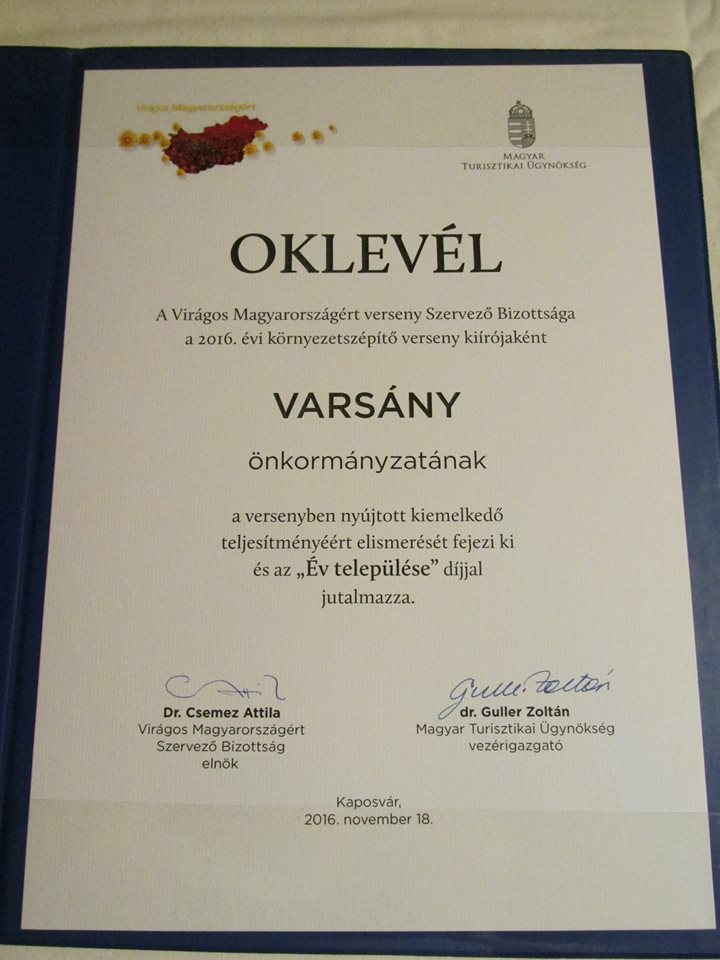 Virágos Magyarországért
MAGYAR
TURISZTIKAI ÜGYNÖKSÉG
OKLEVÉL
A Virágos Magyarországért verseny Szervező Bizottsága
a 2016. évi környezetszépítő verseny kiírójaként
VARSÁNY
önkormányzatának
a versenyben nyújtott kiemelkedő
teljesítményéért elismerését fejezi ki
és az „Év települése” díjjal
jutalmazza.
Guller Zoltán
Dr. Csemez Attila
Virágos Magyarországért
Szervező Bizottság
elnök
dr. Guller Zoltán
Magyar Turisztikai Ügynökség
vezérigazgató
Kaposvár,
2016. november 18.